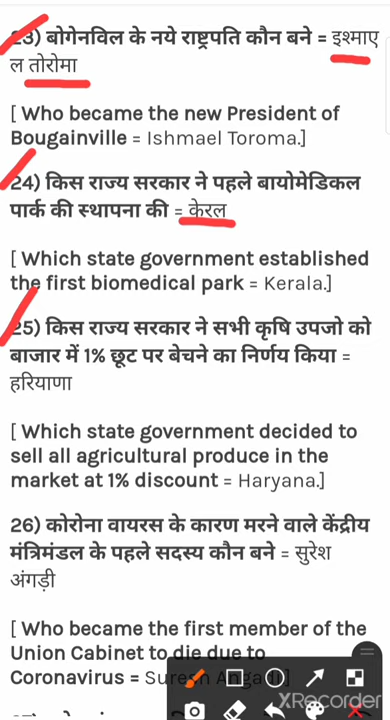 23) बोगेनविल के नये राष्ट्रपति कौन बने = इश्माए
ल तोरोमा
[ Who became the new President of
Bougainville = Ishmael Toroma.]
24) किस राज्य सरकार ने पहले बायोमेडिकल
पार्क की स्थापना की = केरल
[ Which state government established
the first biomedical park = Kerala.]
25) किस राज्य सरकार ने सभी कृषि उपजो को
बाजार में 1% छूट पर बेचने का निर्णय किया =
हरियाणा
[ Which state government decided to
sell all agricultural produce in the
market at 1% discount = Haryana.]
26) कोरोना वायरस के कारण मरने वाले केंद्रीय
मंत्रिमंडल के पहले सदस्य कौन बने = सुरेश
अंगड़ी
[ Who became the first member of the
Union Cabinet to die due to
Coronavirus = Suresh Angadi]
XRecorder